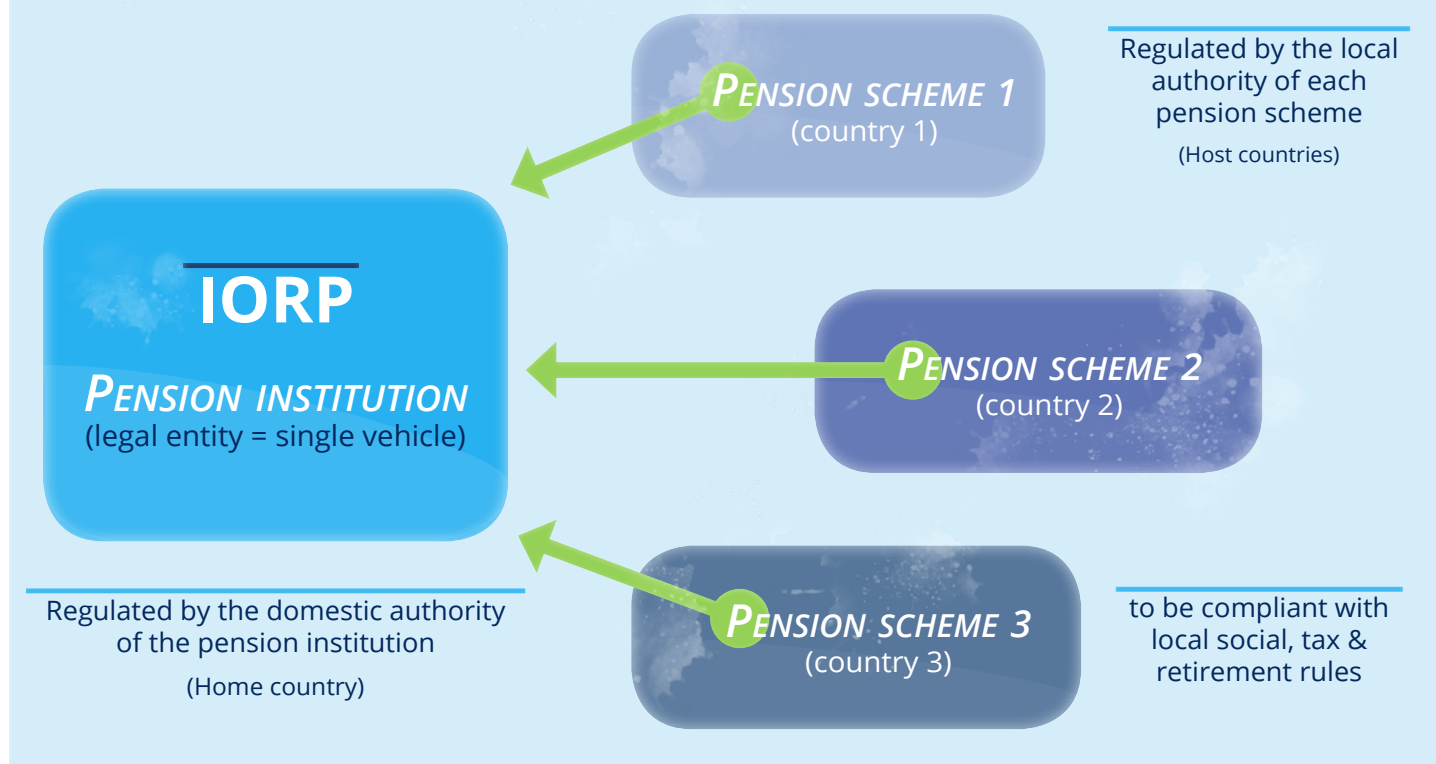 PENSION SCHEME 1
(country 1)
Regulated by the local
authority of each
pension scheme
(Host countries)
IORP
PENSION INSTITUTION
(legal entity = single vehicle)
PENSION SCHEME 2
(country 2)
Regulated by the domestic authority
of the pension institution
(Home country)
PENSION SCHEME 3
(country 3)
to be compliant with
local social, tax &
retirement rules